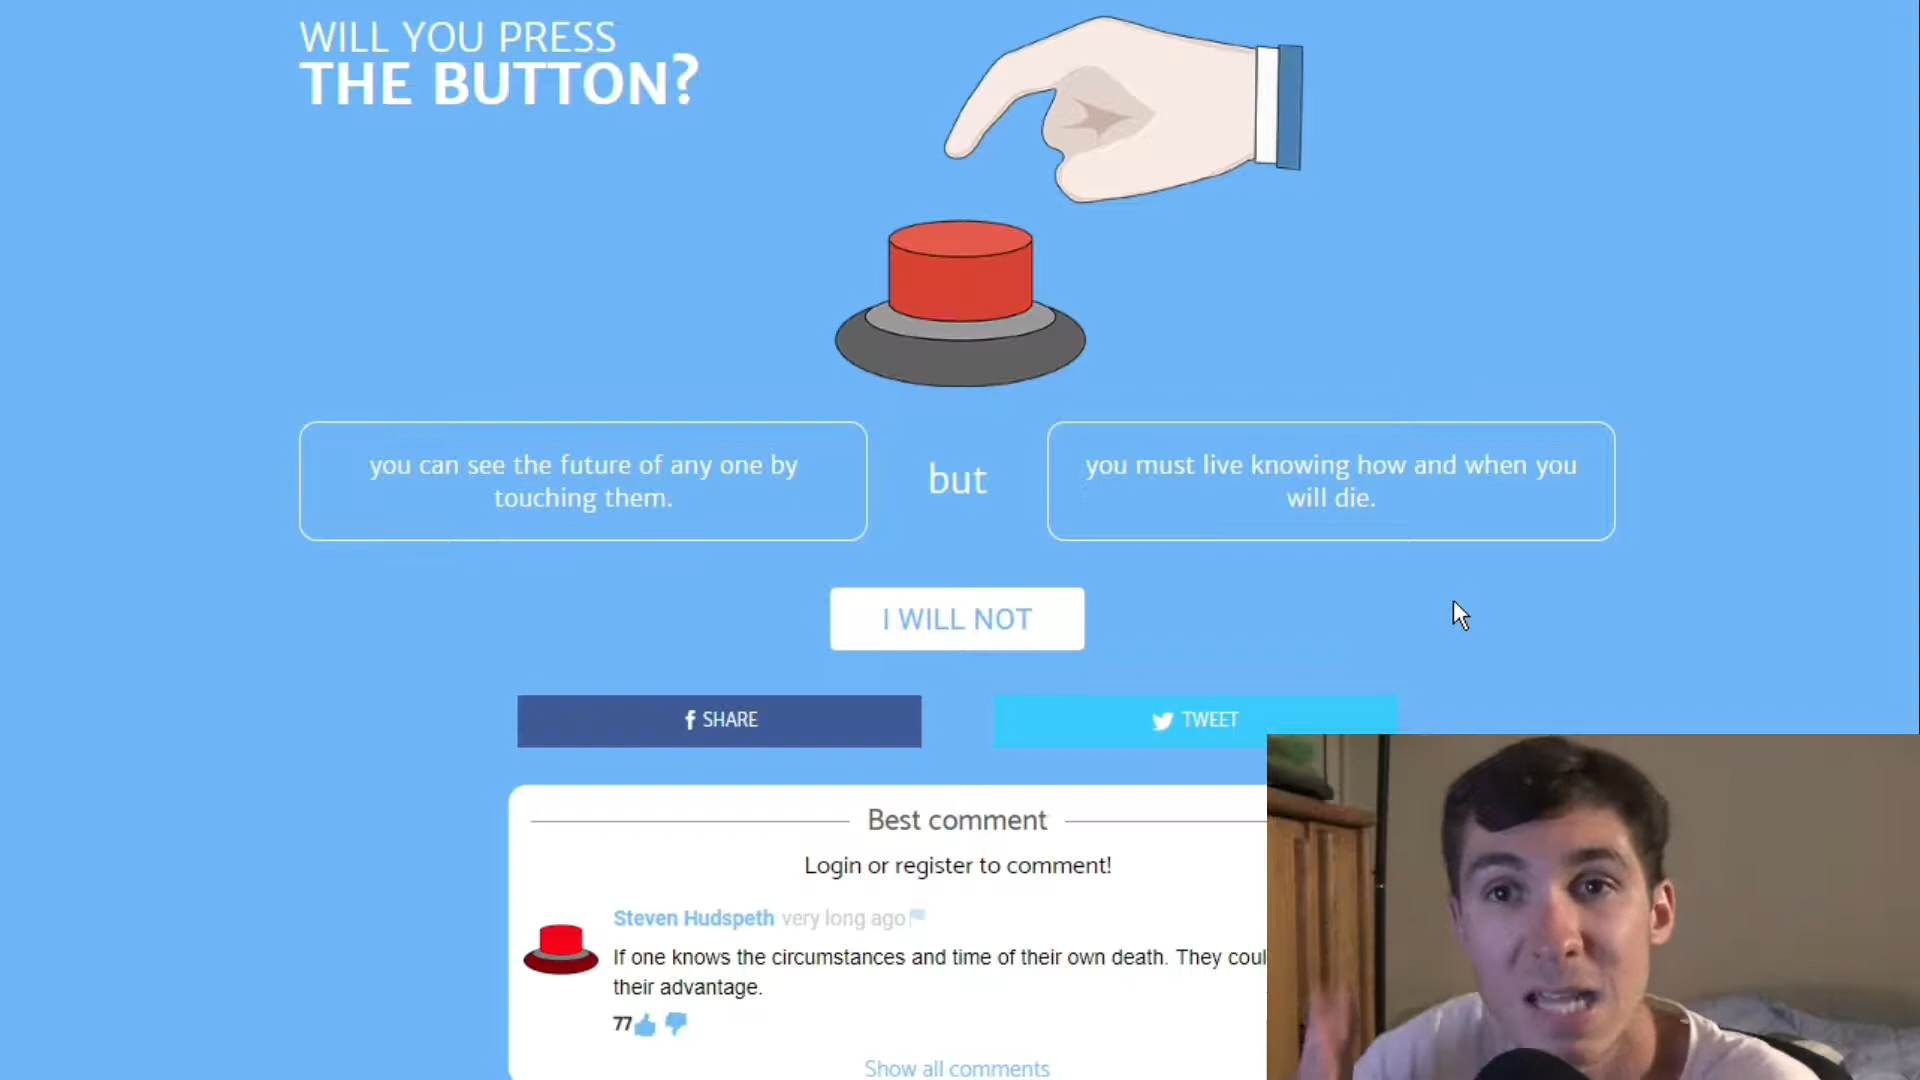 WILL YOU PRESS
THE BUTTON?
you can see the future of any one by
touching them.
but
you must live knowing how and when you
will die.
I WILL NOT
f SHARE
TWEET
Best comment
Login or register to comment!
Steven Hudspeth very long ago
If one knows the circumstances and time of their own death. They
their advantage.
77
Show all comments